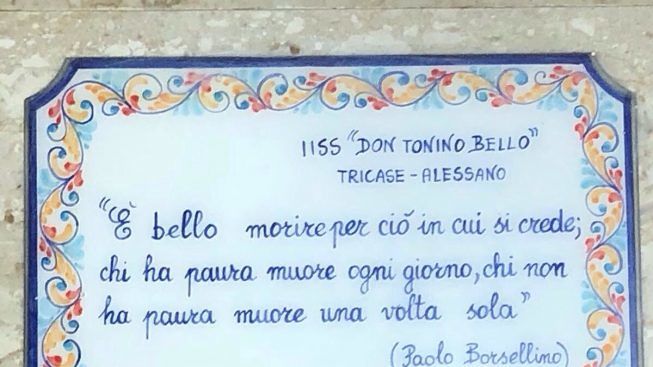 IISS "DON TONINO BELLO"
TRICASE - ALESSANO
"È bello morire per ciò in cui si crede;
chi ha paura muore ogni giorno, chi non
ha paura muore una volta sola"
(Paolo Borsellino)